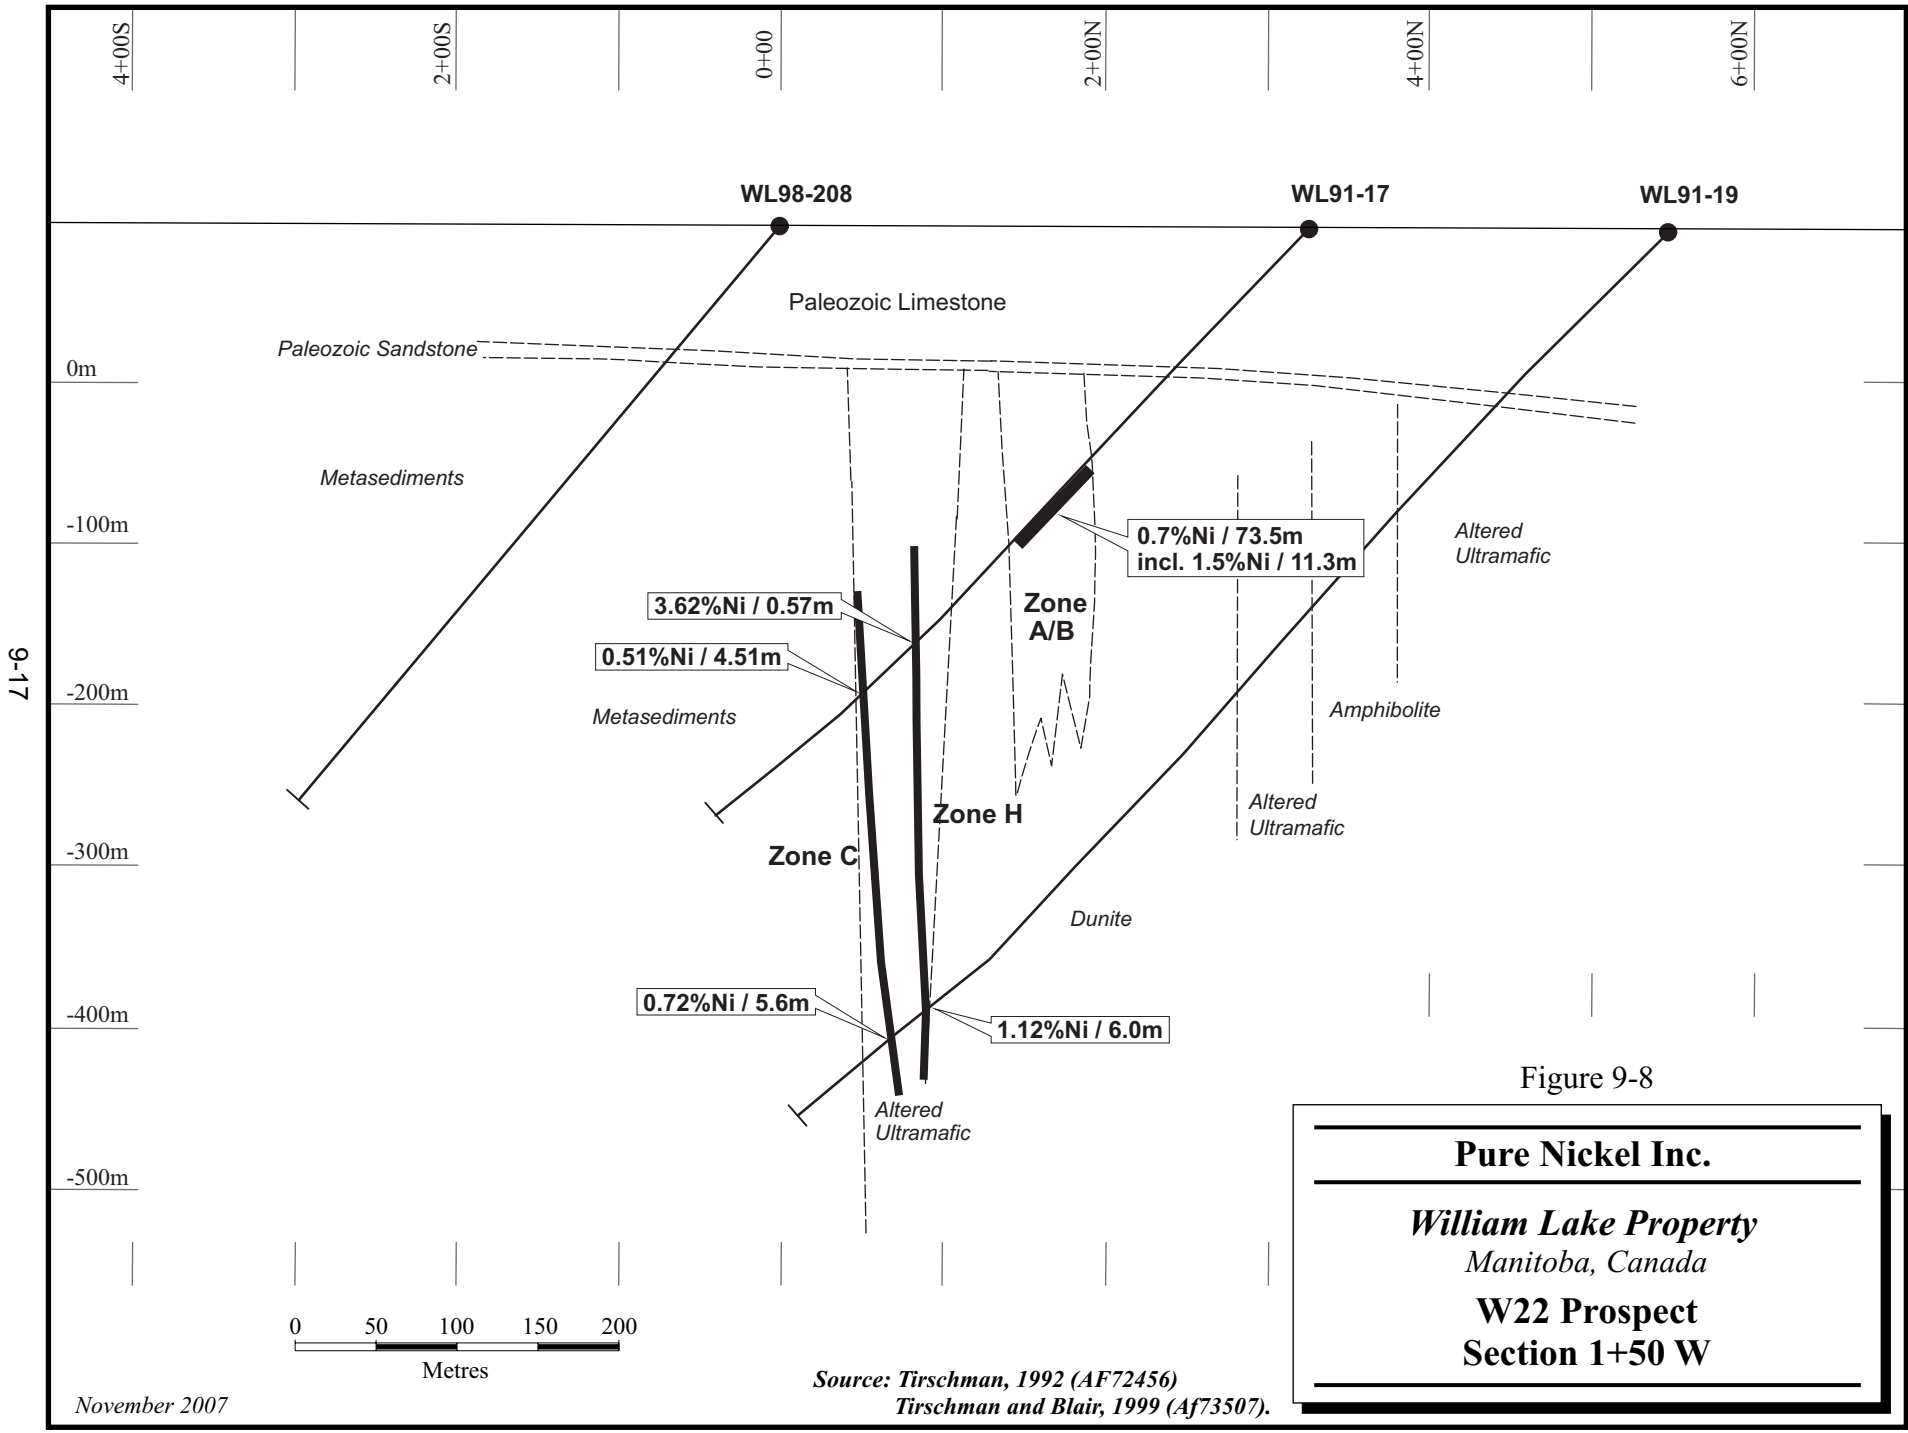 4+00S
2+00S
0+00
2+00N
4+00N
6+00N
WL98-208
WL91-17
WL91-19
Paleozoic Limestone
Paleozoic Sandstone
0m
Metasediments
-100m
0.7%Ni / 73.5m
incl. 1.5%Ni / 11.3m
Altered
Ultramafic
3.62%Ni / 0.57m
Zone
A/B
0.51%Ni / 4.51m
9-17
-200m
Metasediments
Amphibolite
Altered
Ultramafic
Zone H
Zone C
-300m
Dunite
0.72%Ni / 5.6m
-400m
1.12%Ni / 6.0m
Altered
Ultramafic
-500m
Figure 9-8
Pure Nickel Inc.
William Lake Property
Manitoba, Canada
W22 Prospect
Section 1+50 W
0 50 100 150 200
Metres
Source: Tirschman, 1992 (AF72456)
Tirschman and Blair, 1999 (Af73507).
November 2007